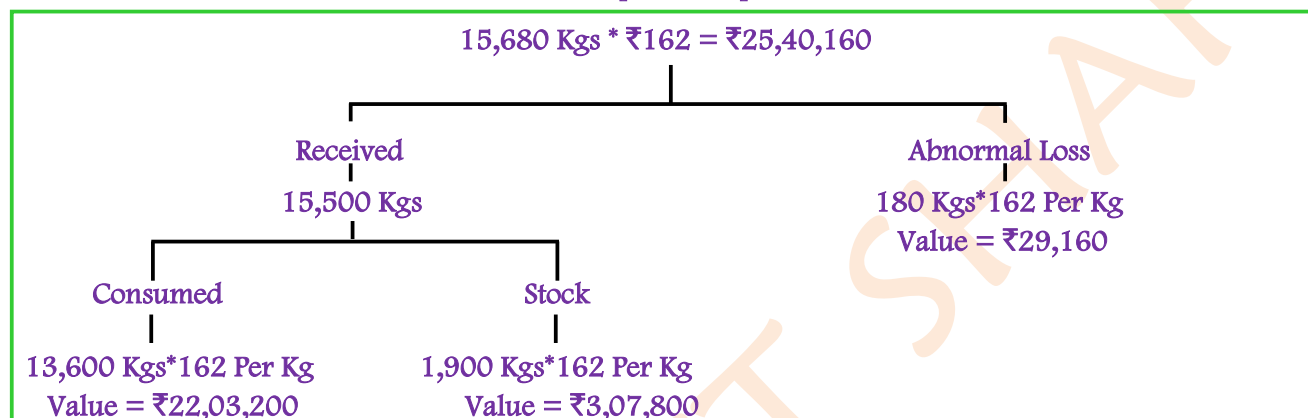 15,680 Kgs * ₹162 = ₹25,40,160
Received
Abnormal Loss
15,500 Kgs
180 Kgs*162 Per Kg
Value = ₹29,160
Consumed
Stock
13,600 Kgs*162 Per Kg
1,900 Kgs*162 Per Kg
Value = ₹22,03,200
Value = ₹3,07,800